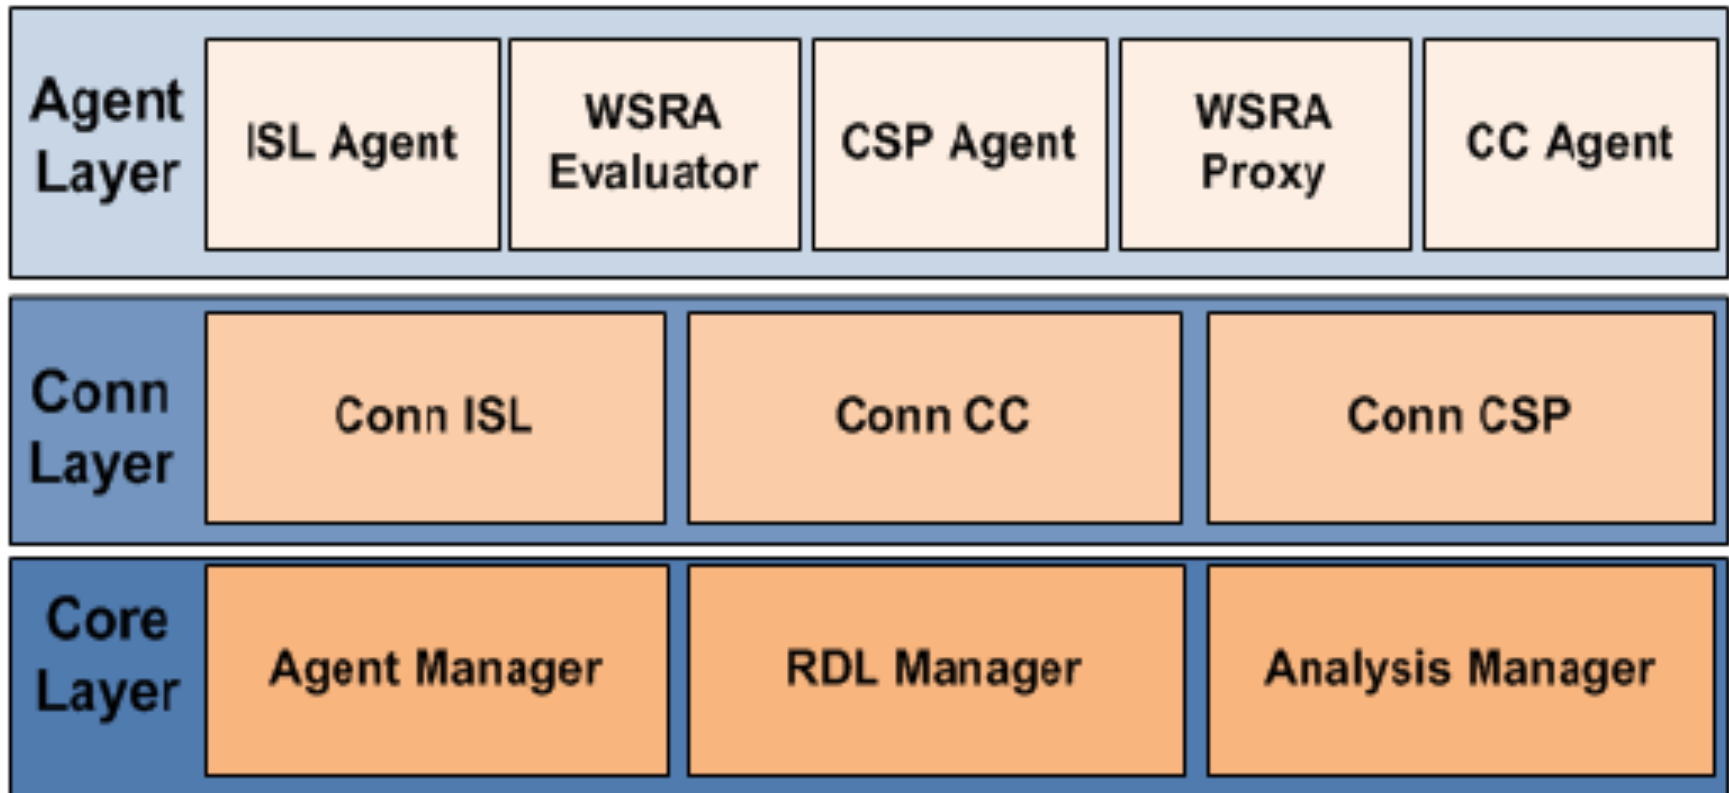 Agent
Layer
ISL Agent
WSRA
Evaluator
CSP Agent
WSRA
Proxy
CC Agent
Conn
Layer
Conn ISL
Conn CC
Conn CSP
Core
Layer
Agent Manager
RDL Manager
Analysis Manager